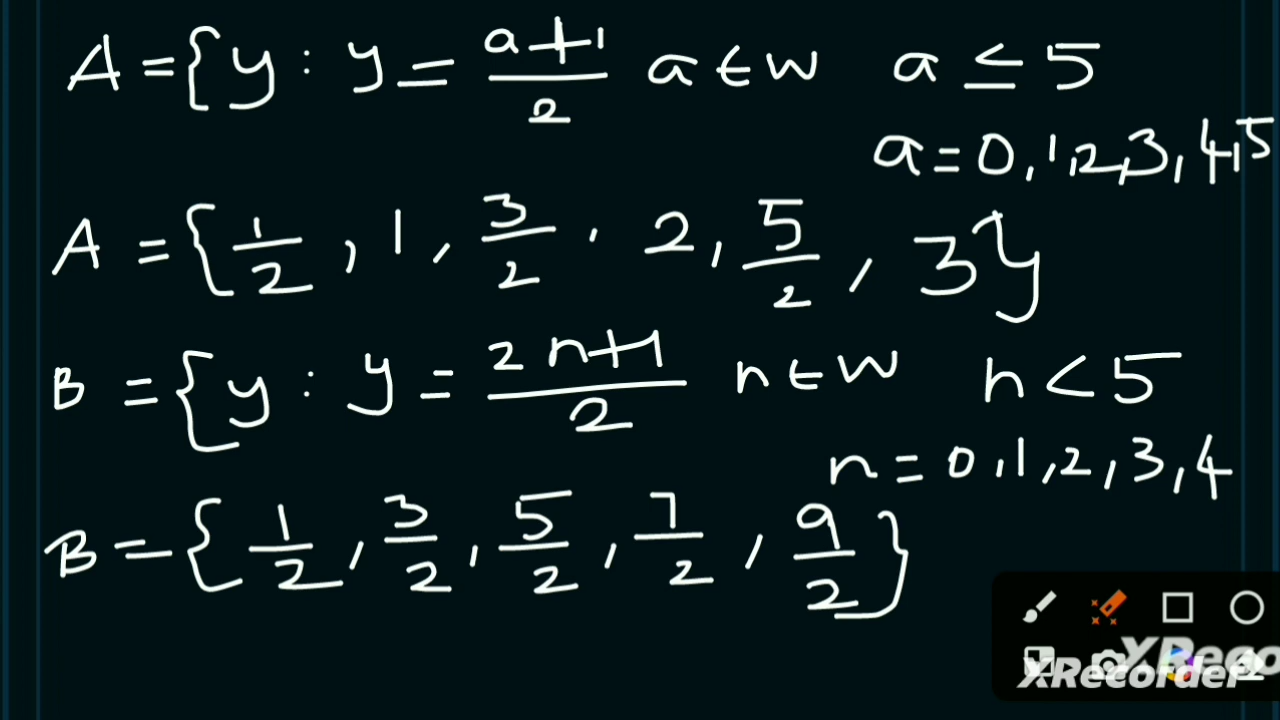 A = {y : y = a+1/2 a ∈ W a ≤ 5
a = 0, 1, 2, 3, 4, 5
A = {1/2, 1, 3/2, 2, 5/2, 3}
B = {y : y = 2n+1/2 n ∈ W n < 5
n = 0, 1, 2, 3, 4
B = {1/2, 3/2, 5/2, 7/2, 9/2}
XRecorder
XReco